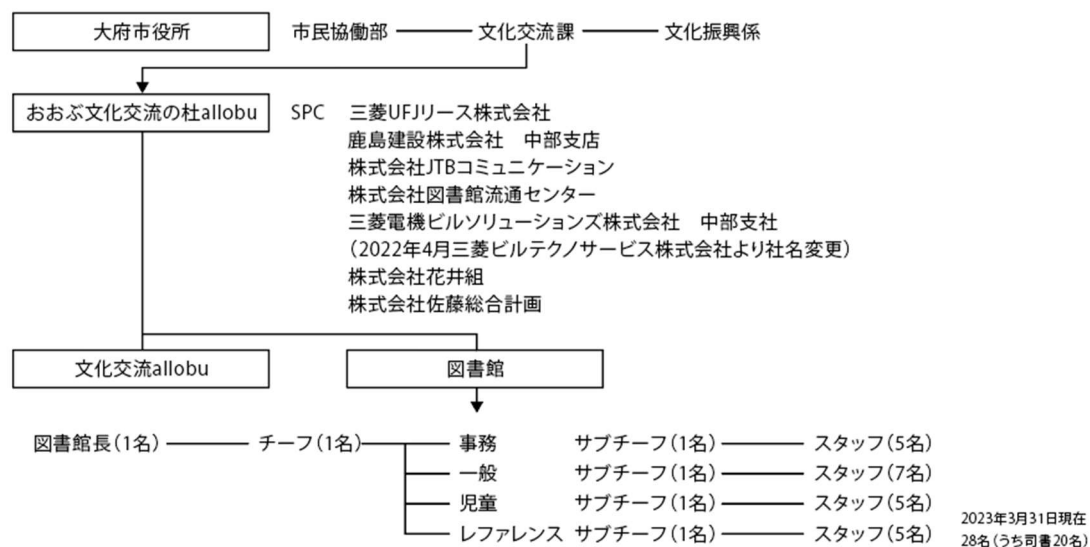 大府市役所 市民協働部 文化交流課 文化振興係
おおぶ文化交流の杜allobu SPC 三菱UFJリース株式会社
鹿島建設株式会社　中部支店
株式会社JTBコミュニケーション
株式会社図書館流通センター
三菱電機ビルソリューションズ株式会社　中部支社
（2022年4月三菱ビルテクノサービス株式会社より社名変更）
株式会社花井組
株式会社佐藤総合計画
文化交流allobu 図書館
図書館長（1名） チーフ（1名） 事務 サブチーフ（1名） スタッフ（5名）
一般 サブチーフ（1名） スタッフ（7名）
児童 サブチーフ（1名） スタッフ（5名）
レファレンス サブチーフ（1名） スタッフ（5名）
2023年3月31日現在
28名（うち司書20名）